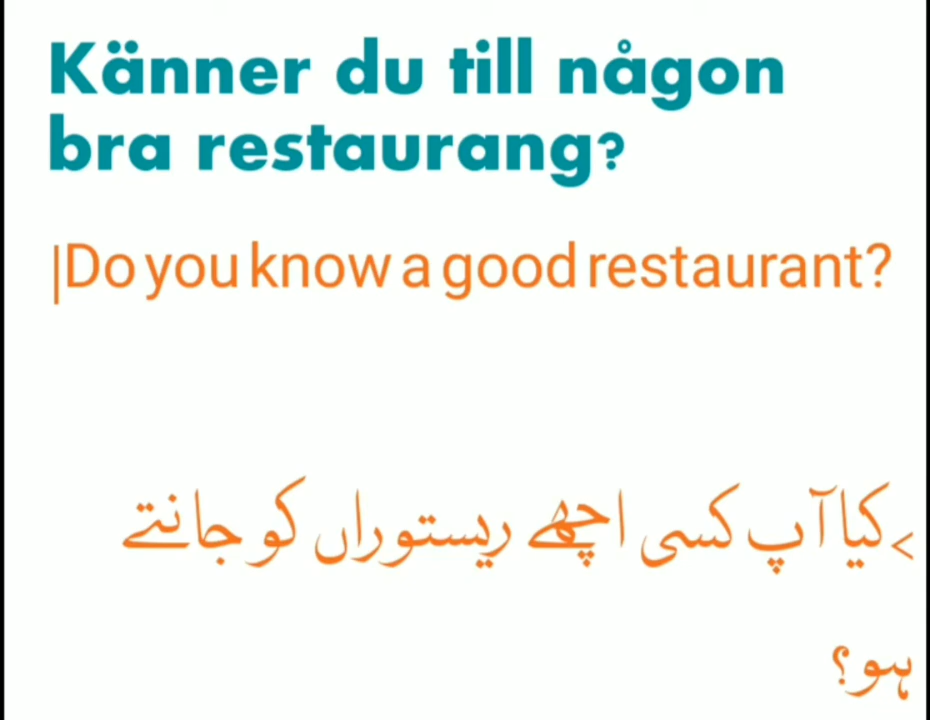 Känner du till någon
bra restaurang?
|Do you know a good restaurant?
>کیا آپ کسی اچھے ریستوراں کو جانتے
ہو؟